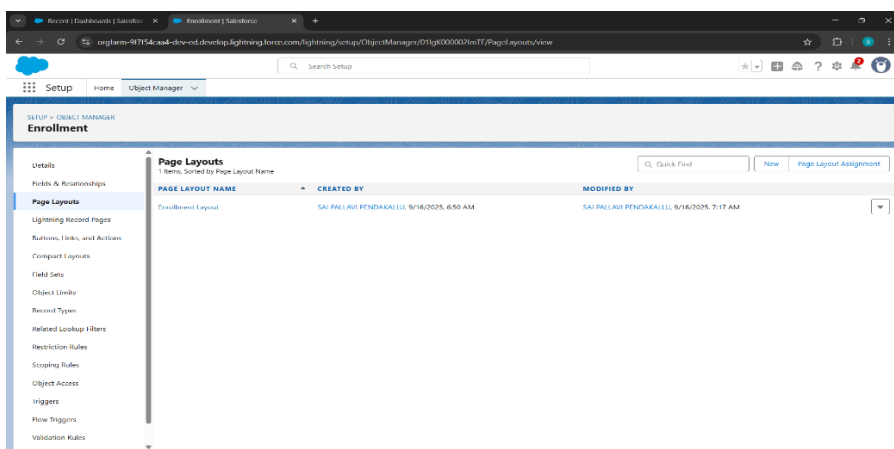 Recent | Dashboards | Salesfor
Enrollment | Salesforce
orgfarm-9f7f54caa4-dev-ed.develop.lightning.force.com/lightning/setup/ObjectManager/01IgK000002ImTF/PageLayouts/view
S
Search Setup
2
Setup
Home
Object Manager
SETUP > OBJECT MANAGER
Enrollment
Details
Fields & Relationships
Page Layouts
Lightning Record Pages
Buttons, Links, and Actions
Compact Layouts
Field Sets
Object Limits
Record Types
Related Lookup Filters
Restriction Rules
Scoping Rules
Object Access
Triggers
Flow Triggers
Validation Rules
Page Layouts
1 Items, Sorted by Page Layout Name
Quick Find
New
Page Layout Assignment
PAGE LAYOUT NAME CREATED BY MODIFIED BY
Enrollment Layout SAI PALLAVI PENDAKALLU, 9/16/2025, 6:50 AM SAI PALLAVI PENDAKALLU, 9/16/2025, 7:17 AM